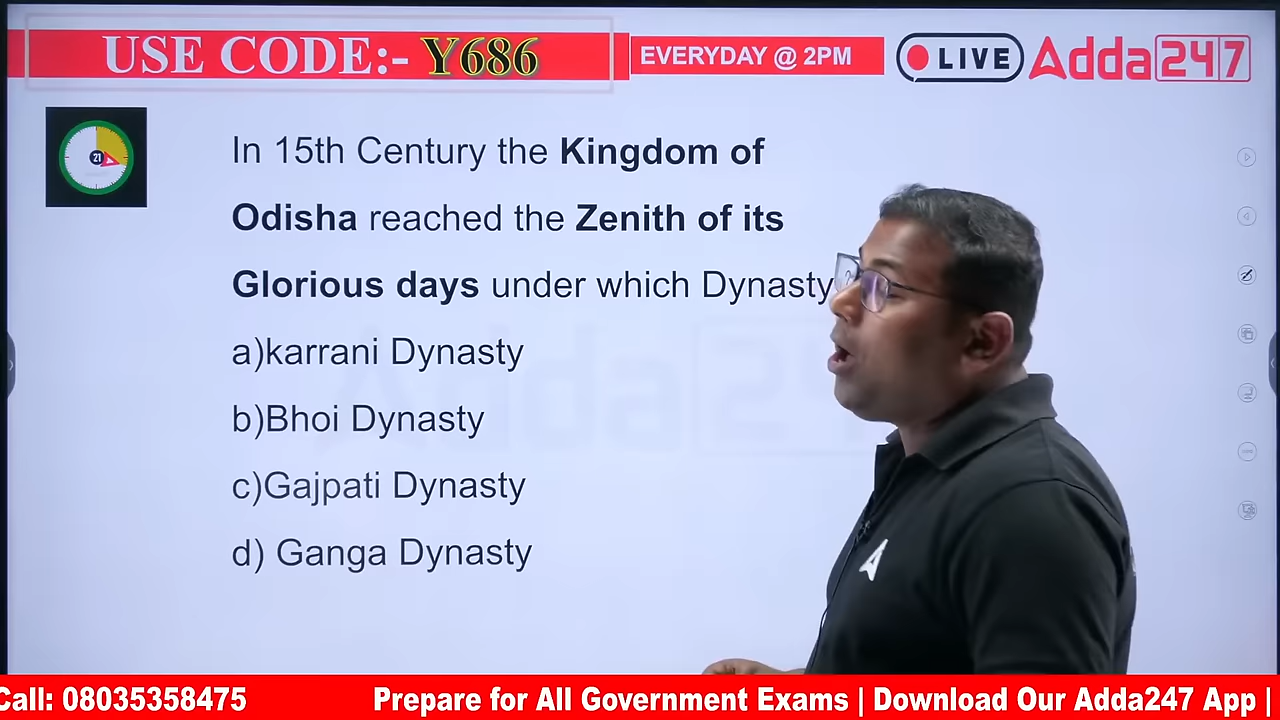 USE CODE:- Y686
EVERYDAY @ 2PM
LIVE
Adda247
21
In 15th Century the Kingdom of
Odisha reached the Zenith of its
Glorious days under which Dynasty
a)karrani Dynasty
b)Bhoi Dynasty
c)Gajpati Dynasty
d) Ganga Dynasty
Adda247
Call: 08035358475
Prepare for All Government Exams | Download Our Adda247 App |